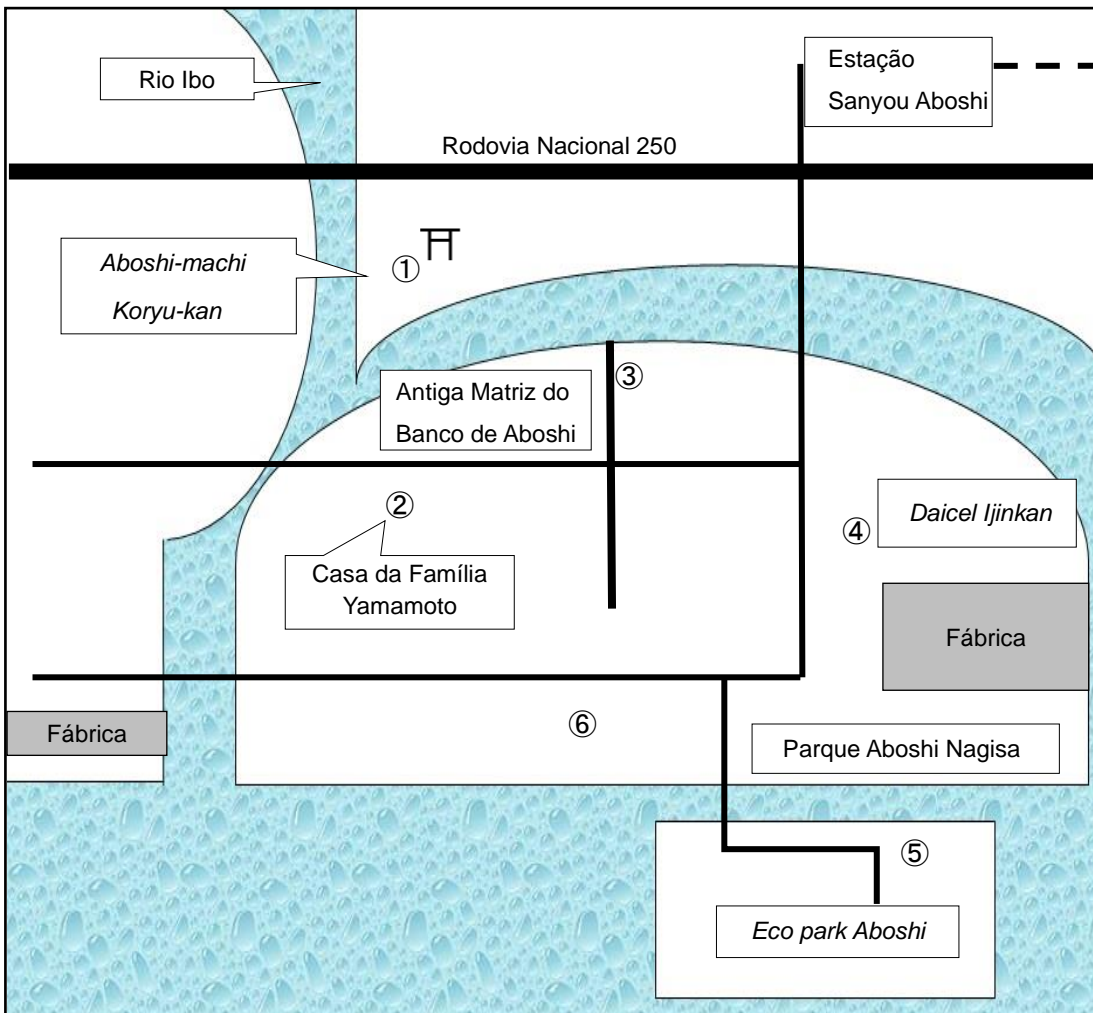 Rio Ibo
Estação
Sanyou Aboshi
Rodovia Nacional 250
Aboshi-machi
Koryu-kan
①
③
Antiga Matriz do
Banco de Aboshi
②
Casa da Família
Yamamoto
④
Daicel Ijinkan
Fábrica
Fábrica
⑥
Parque Aboshi Nagisa
⑤
Eco park Aboshi